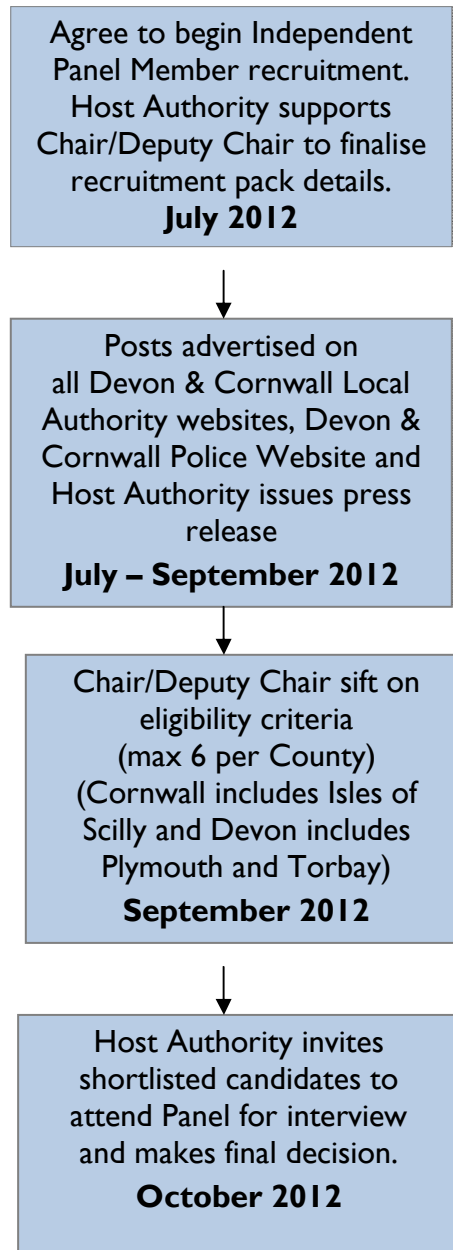 Agree to begin Independent
Panel Member recruitment.
Host Authority supports
Chair/Deputy Chair to finalise
recruitment pack details.
July 2012
Posts advertised on
all Devon & Cornwall Local
Authority websites, Devon &
Cornwall Police Website and
Host Authority issues press
release
July – September 2012
Chair/Deputy Chair sift on
eligibility criteria
(max 6 per County)
(Cornwall includes Isles of
Scilly and Devon includes
Plymouth and Torbay)
September 2012
Host Authority invites
shortlisted candidates to
attend Panel for interview
and makes final decision.
October 2012